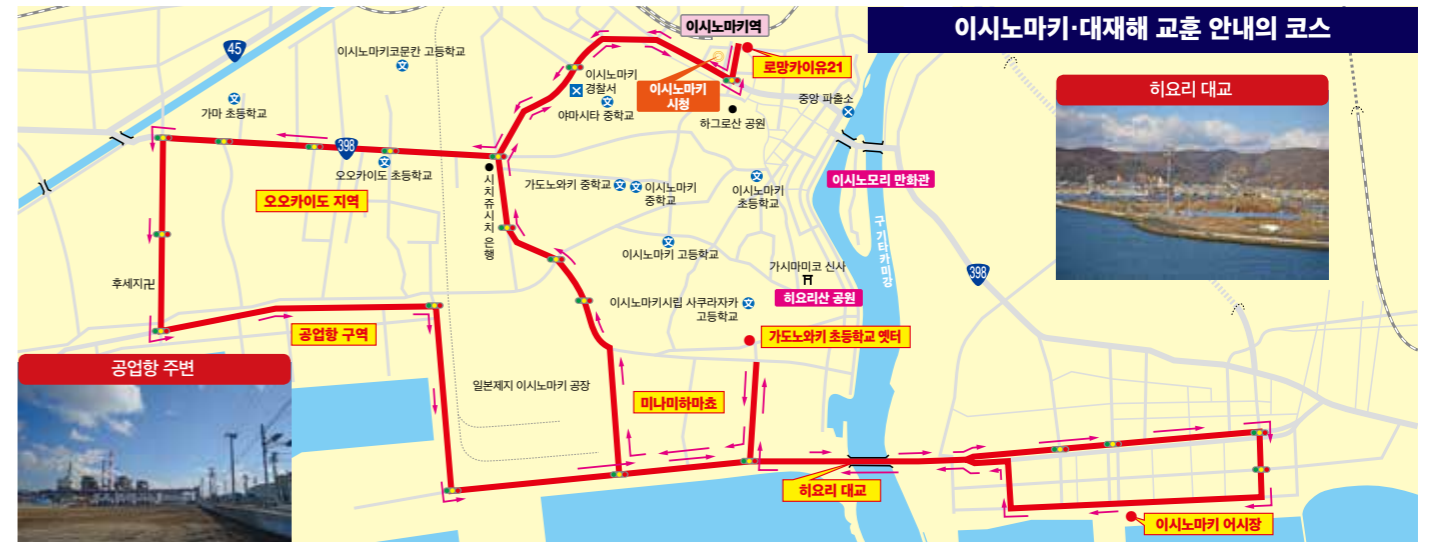 이시노마키·대재해 교훈 안내의 코스
이시노마키역
45
이시노마키코문칸 고등학교
로망카이유21
히요리 대교
이시노마키
경찰서
이시노마키
시청
중앙 파출소
가마 초등학교
야마시타 중학교
하그로산 공원
398
오오카이도 초등학교
시치쥬시치 은행
가도노와키 중학교
이시노마키
중학교
이시노마키
초등학교
이시노모리 만화관
오오카이도 지역
구 기타카미강
이시노마키 고등학교
가시마미코 신사
398
후세지卍
히요리산 공원
이시노마키시립 사쿠라자카
고등학교
공업항 구역
가도노와키 초등학교 옛터
공업항 주변
일본제지 이시노마키 공장
미나미하마쵸
히요리 대교
이시노마키 어시장